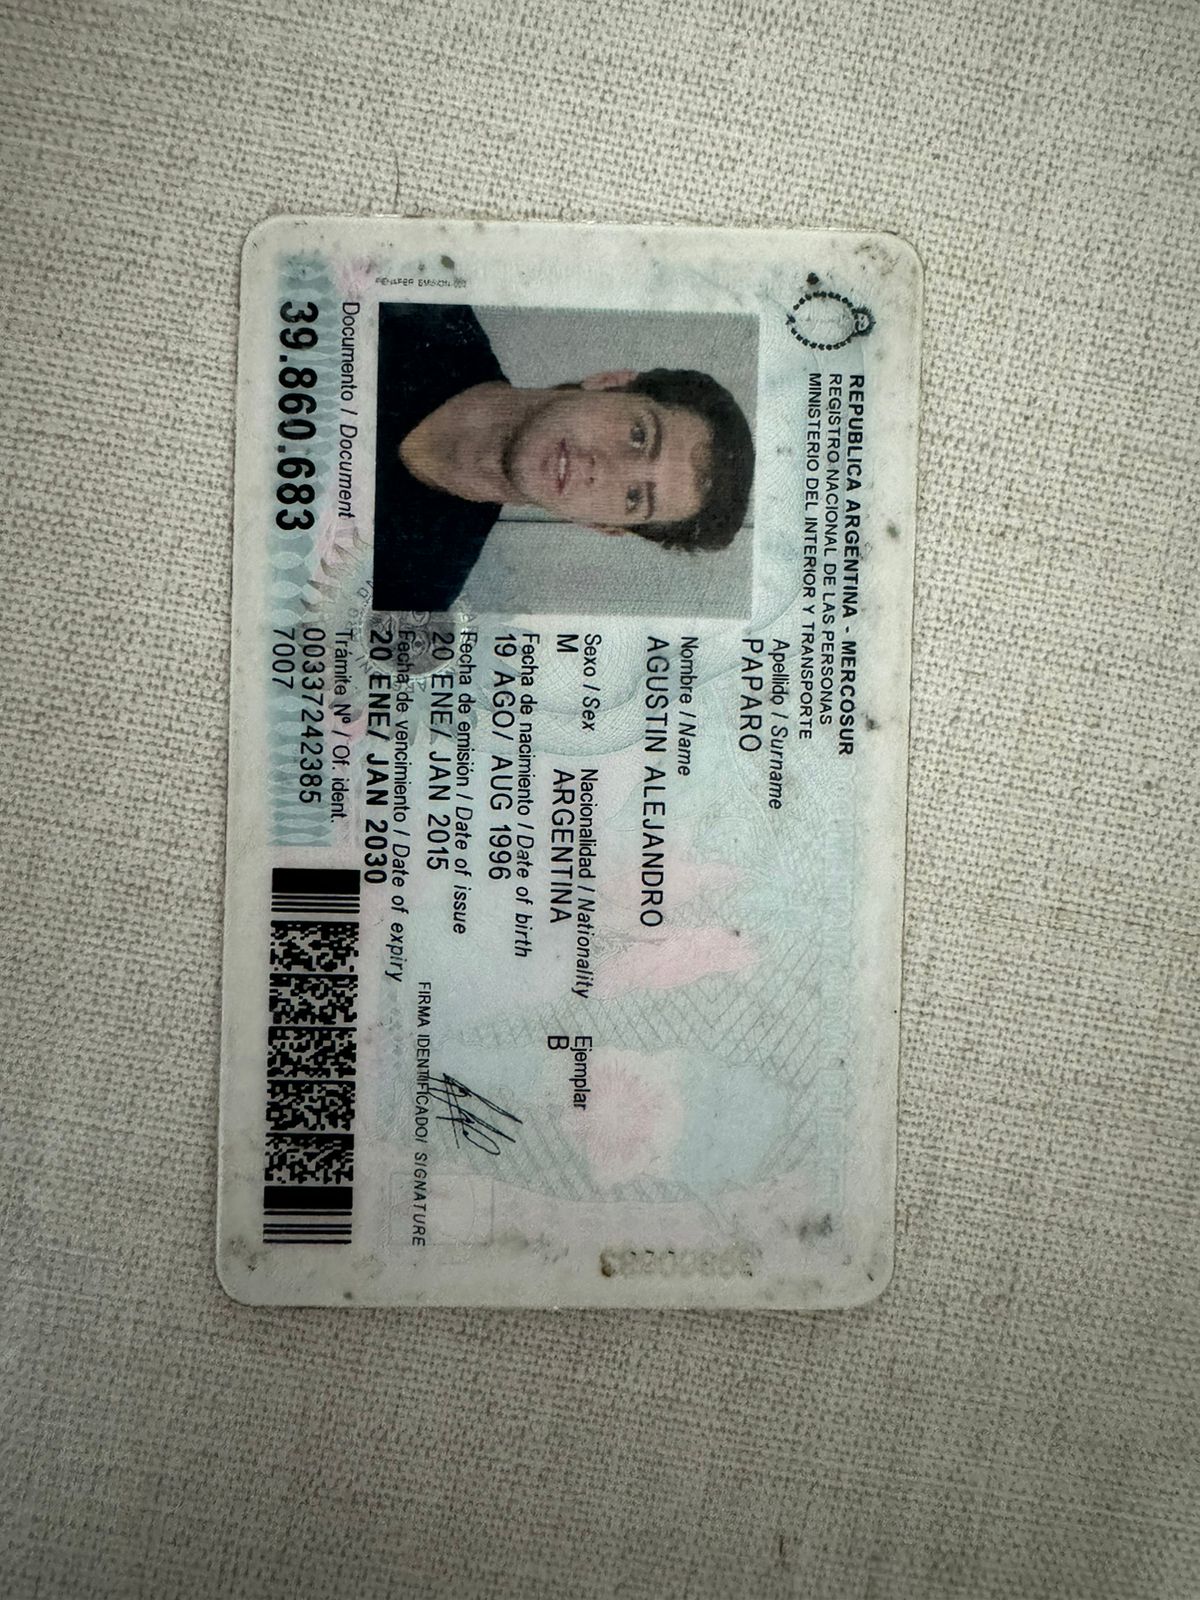 REPUBLICA ARGENTINA - MERCOSUR
REGISTRO NACIONAL DE LAS PERSONAS
MINISTERIO DEL INTERIOR Y TRANSPORTE
Apellido / Surname
PAPARO
Nombre / Name
AGUSTIN ALEJANDRO
Sexo / Sex Nacionalidad / Nationality Ejemplar
M ARGENTINA B
Fecha de nacimiento / Date of birth
19 AGO/ AUG 1996
Fecha de emisión / Date of issue
20 ENE/ JAN 2015
Fecha de vencimiento / Date of expiry
20 ENE/ JAN 2030
FIRMA IDENTIFICADO/ SIGNATURE
Documento / Document
39.860.683
Trámite Nº / Of. ident.
00337242385
7007